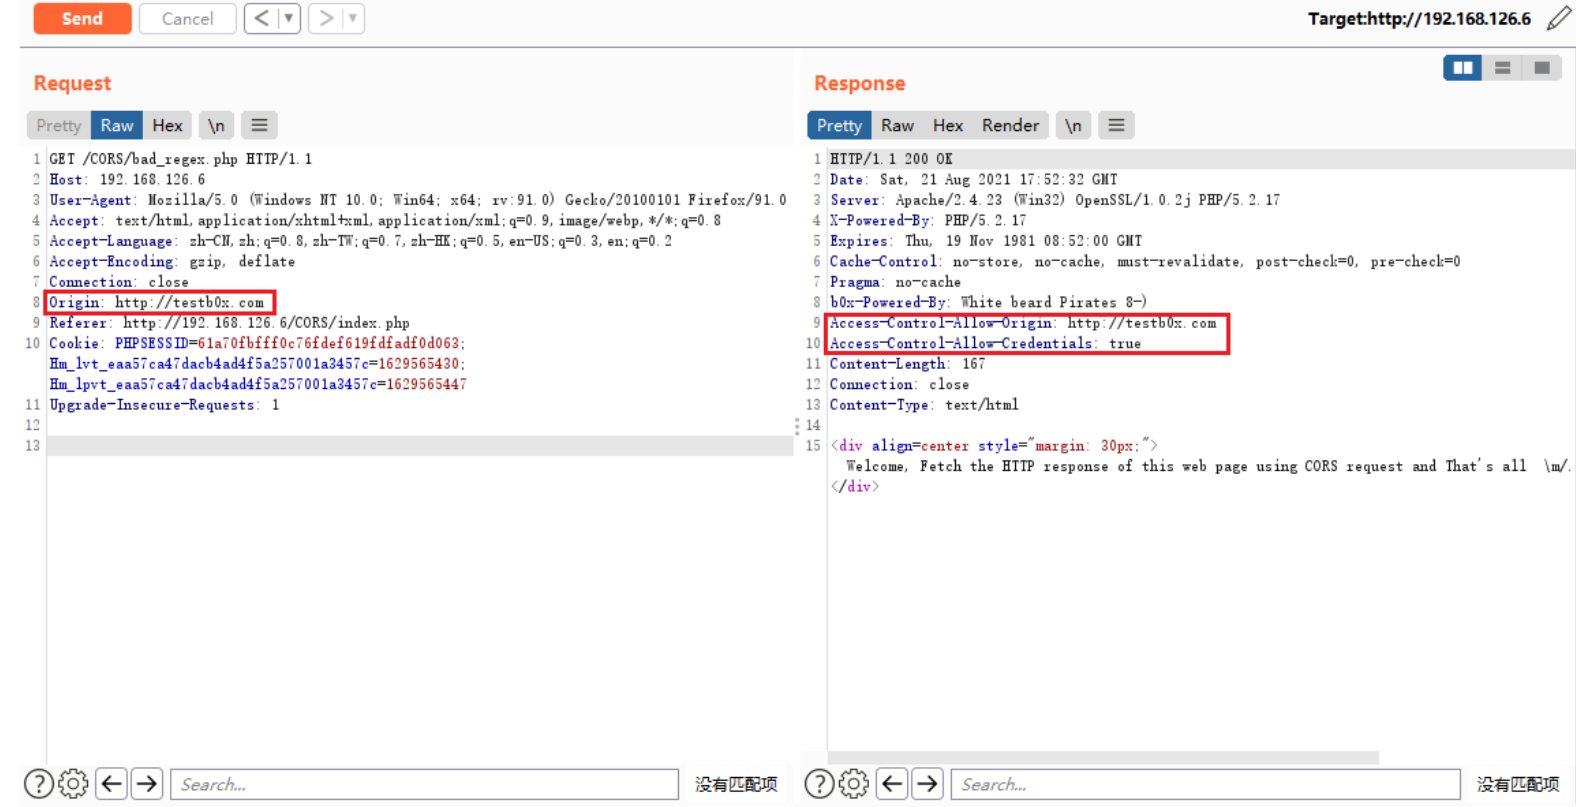 Send Cancel < > Target:http://192.168.126.6
Request
Pretty Raw Hex \n
1 GET /CORS/bad_regex.php HTTP/1.1
2 Host: 192.168.126.6
3 User-Agent: Mozilla/5.0 (Windows NT 10.0; Win64; x64; rv:91.0) Gecko/20100101 Firefox/91.0
4 Accept: text/html,application/xhtml+xml,application/xml;q=0.9,image/webp,*/*;q=0.8
5 Accept-Language: zh-CN,zh;q=0.8,zh-TW;q=0.7,zh-HK;q=0.5,en-US;q=0.3,en;q=0.2
6 Accept-Encoding: gzip, deflate
7 Connection: close
8 Origin: http://testb0x.com
9 Referer: http://192.168.126.6/CORS/index.php
10 Cookie: PHPSESSID=61a70fbfff0c76fdef619fdfadf0d063;
Hm_lvt_eaa57ca47dacb4ad4f5a257001a3457c=1629565430;
Hm_lpvt_eaa57ca47dacb4ad4f5a257001a3457c=1629565447
11 Upgrade-Insecure-Requests: 1
12
13
Search... 没有匹配项
Response
Pretty Raw Hex Render \n
1 HTTP/1.1 200 OK
2 Date: Sat, 21 Aug 2021 17:52:32 GMT
3 Server: Apache/2.4.23 (Win32) OpenSSL/1.0.2j PHP/5.2.17
4 X-Powered-By: PHP/5.2.17
5 Expires: Thu, 19 Nov 1981 08:52:00 GMT
6 Cache-Control: no-store, no-cache, must-revalidate, post-check=0, pre-check=0
7 Pragma: no-cache
8 b0x-Powered-By: White beard Pirates 8-)
9 Access-Control-Allow-Origin: http://testb0x.com
10 Access-Control-Allow-Credentials: true
11 Content-Length: 167
12 Connection: close
13 Content-Type: text/html
14
15 <div align=center style="margin: 30px;">
Welcome, Fetch the HTTP response of this web page using CORS request and That's all \m/.
</div>
Search... 没有匹配项